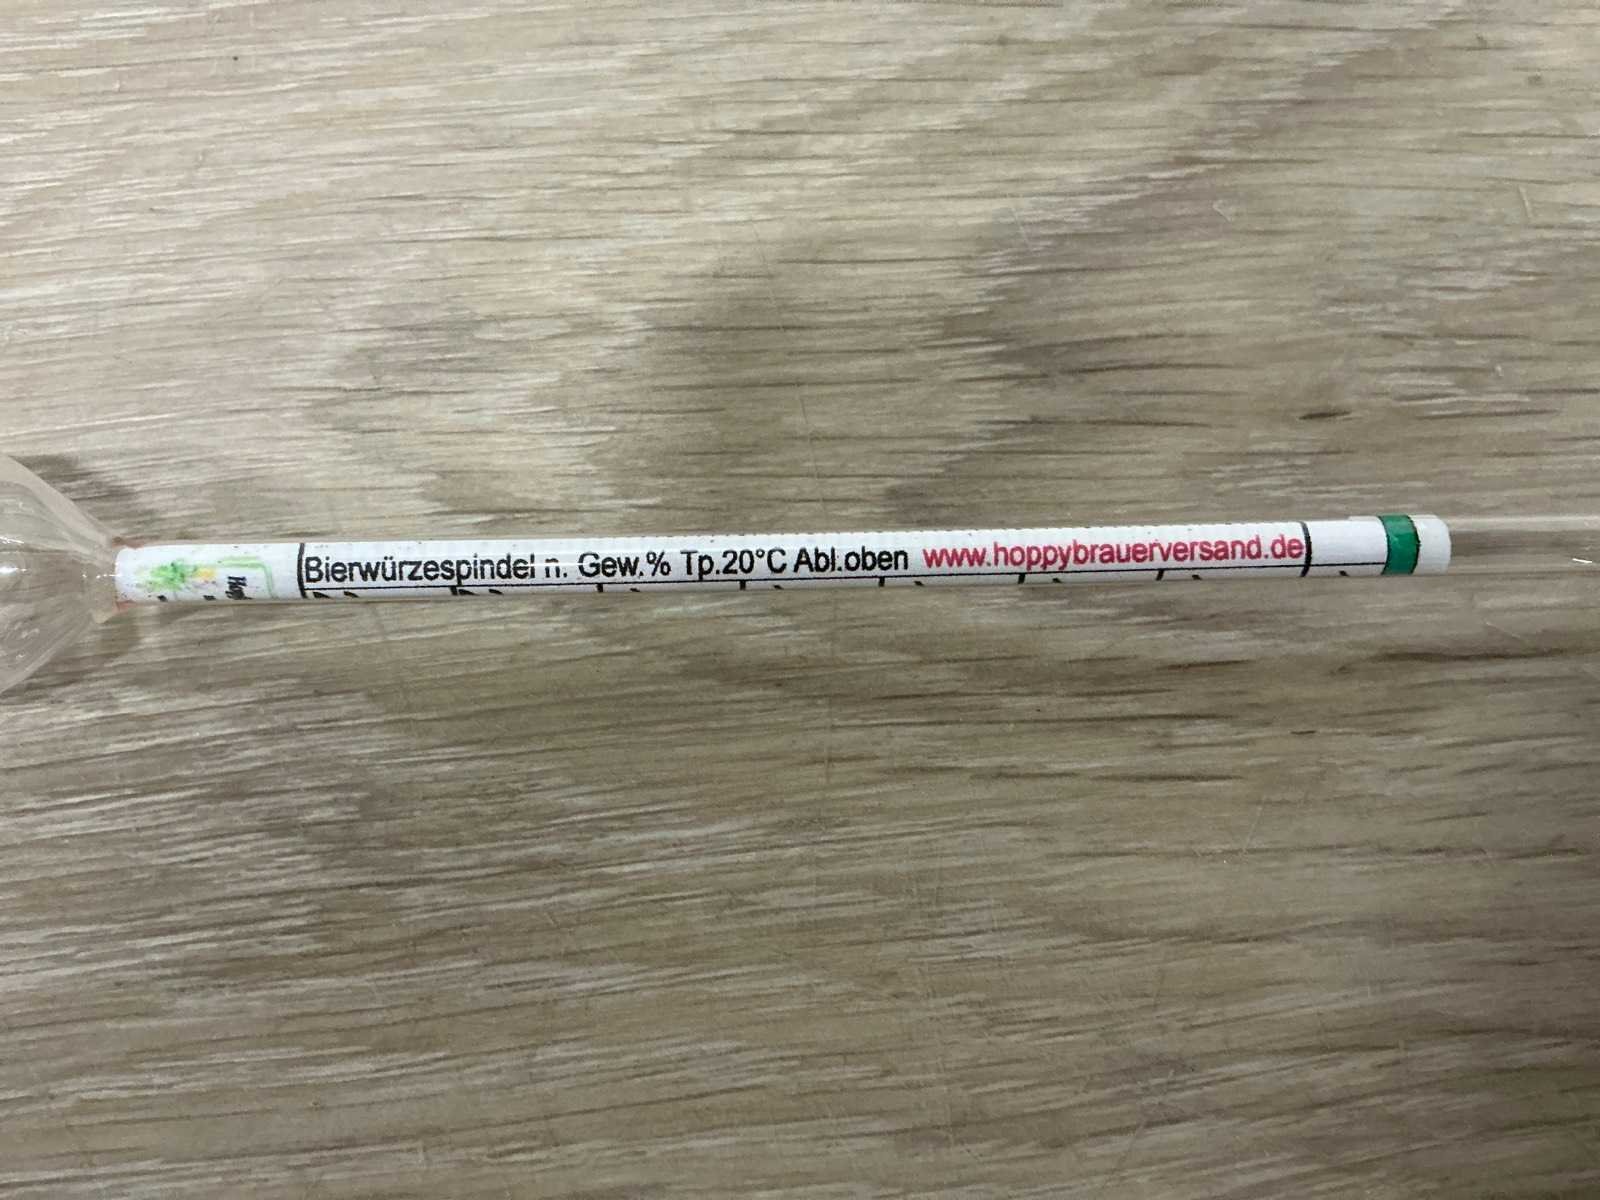 Bierwürzespindel n. Gew.% Tp.20°C Abl.oben www.hoppybrauerversand.de